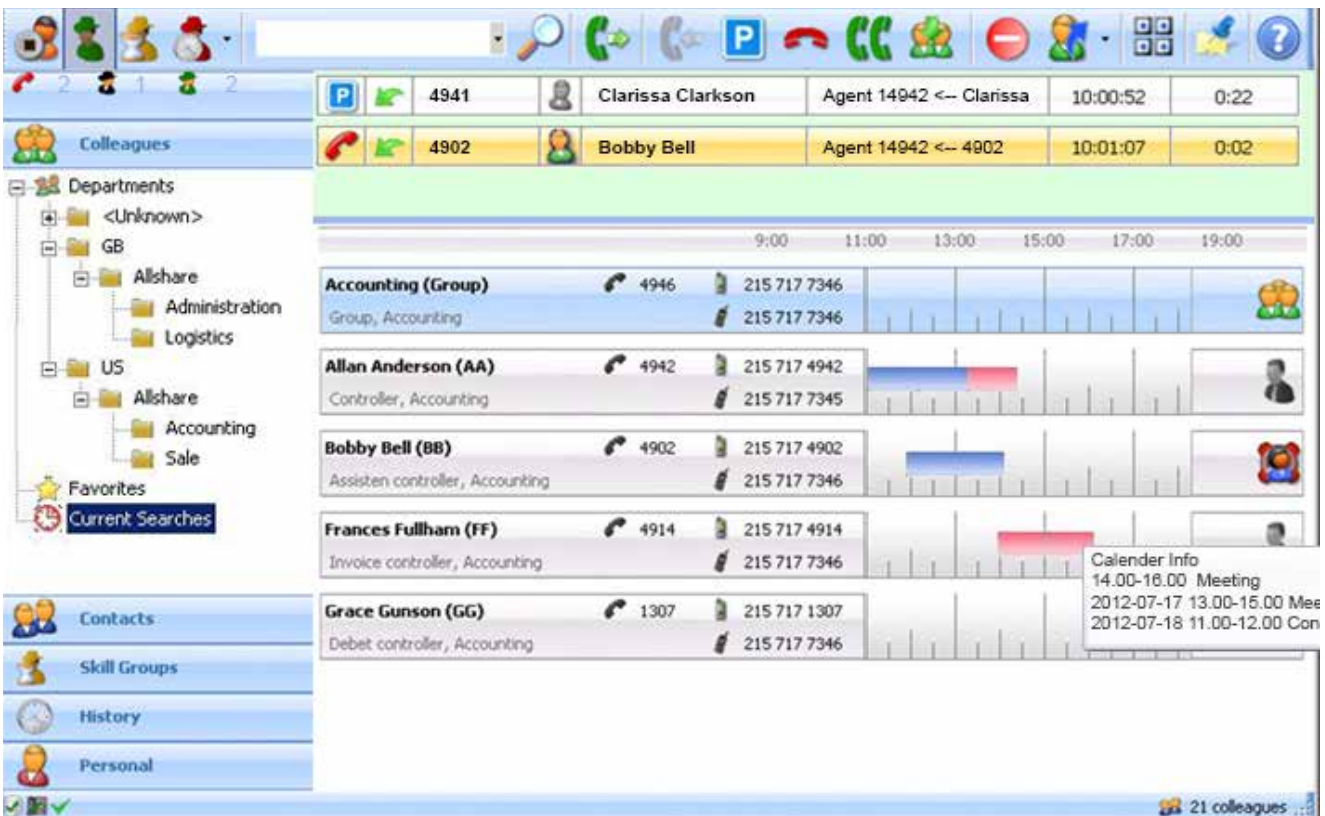 P
?
2 1 2
P 4941 Clarissa Clarkson Agent 14942 <-- Clarissa 10:00:52 0:22
4902 Bobby Bell Agent 14942 <-- 4902 10:01:07 0:02
Colleagues
Departments
<Unknown>
GB
Allshare
Administration
Logistics
US
Allshare
Accounting
Sale
Favorites
Current Searches
Contacts
Skill Groups
History
Personal
9:00 11:00 13:00 15:00 17:00 19:00
Accounting (Group) 4946 215 717 7346
Group, Accounting 215 717 7346
Allan Anderson (AA) 4942 215 717 4942
Controller, Accounting 215 717 7345
Bobby Bell (BB) 4902 215 717 4902
Assisten controller, Accounting 215 717 7346
Frances Fullham (FF) 4914 215 717 4914
Invoice controller, Accounting 215 717 7346
Calender Info
14.00-16.00 Meeting
2012-07-17 13.00-15.00 Mee
2012-07-18 11.00-12.00 Con
Grace Gunson (GG) 1307 215 717 1307
Debet controller, Accounting 215 717 7346
21 colleagues